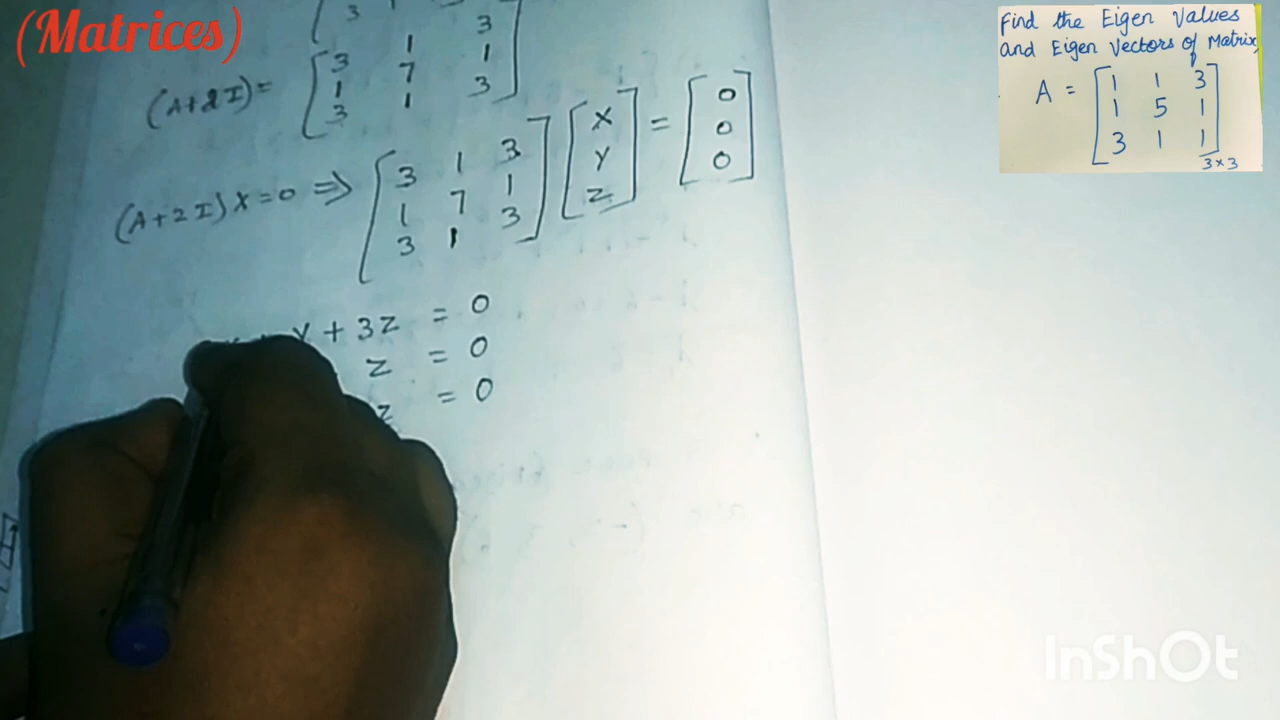 (Matrices)
3
3
(A+2I) = [3 1 1
1 7 3
3 1
(A+2I)X=0 ⇒ [3 1 3] [X] = [0]
[1 7 1] [Y] [0]
[3 1 3] [Z] [0]
Y + 3Z = 0
Z = 0
Z = 0
Find the Eigen Values
and Eigen Vectors of Matrix,
A = [1 1 3]
[1 5 1]
[3 1 1]
3×3
InShOt